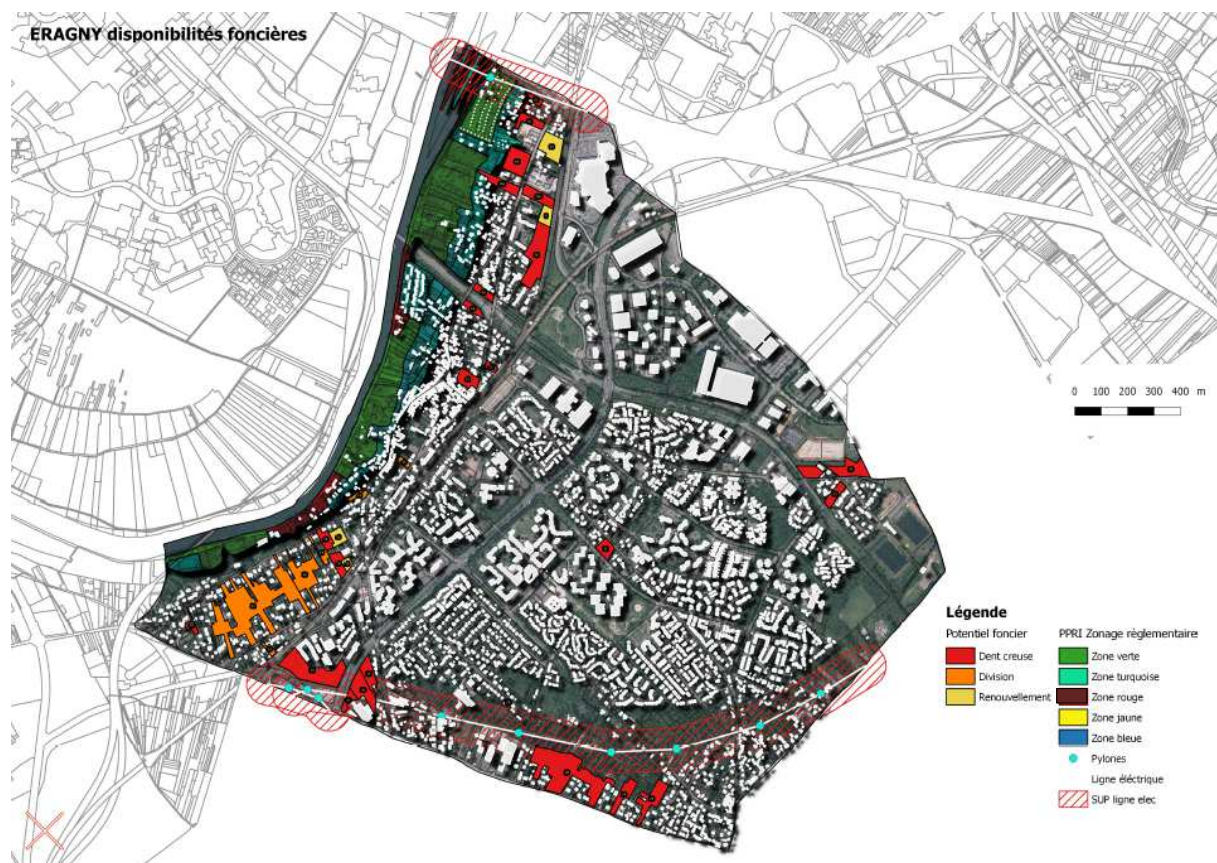 ERAGNY disponibilités foncières
0 100 200 300 400 m
Légende
Potentiel foncier
Dent creuse
Division
Renouvellement
PPRI Zonage règlementaire
Zone verte
Zone turquoise
Zone rouge
Zone jaune
Zone bleue
Pylones
Ligne éléctrique
SUP ligne elec